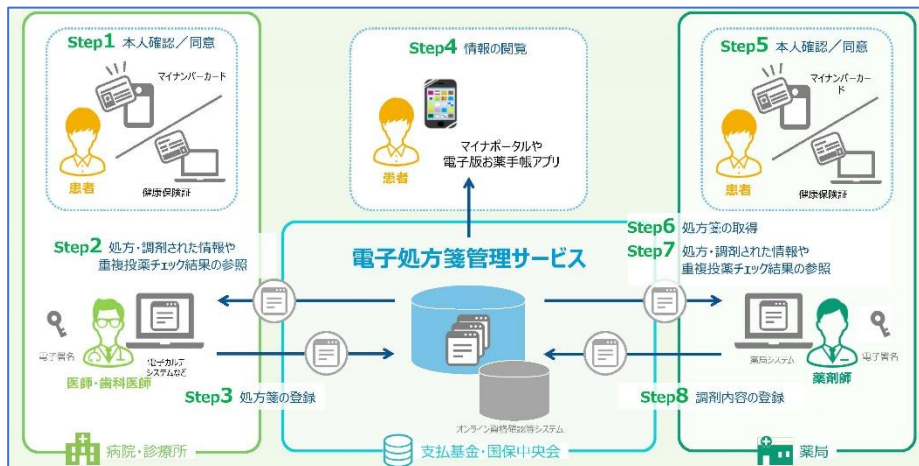 Step1 本人確認／同意
マイナンバーカード
患者
健康保険証
Step2 処方・調剤された情報や
重複投薬チェック結果の参照
電子署名
医師・歯科医師
電子カルテ
システムなど
Step3 処方箋の登録
病院・診療所
Step4 情報の閲覧
患者
マイナポータルや
電子版お薬手帳アプリ
電子処方箋管理サービス
オンライン資格確認等システム
支払基金・国保中央会
Step5 本人確認／同意
マイナンバーカー
ド
患者
健康保険証
Step6 処方箋の取得
Step7 処方・調剤された情報や
重複投薬チェック結果の参照
薬局システム
薬剤師
電子署名
Step8 調剤内容の登録
薬局